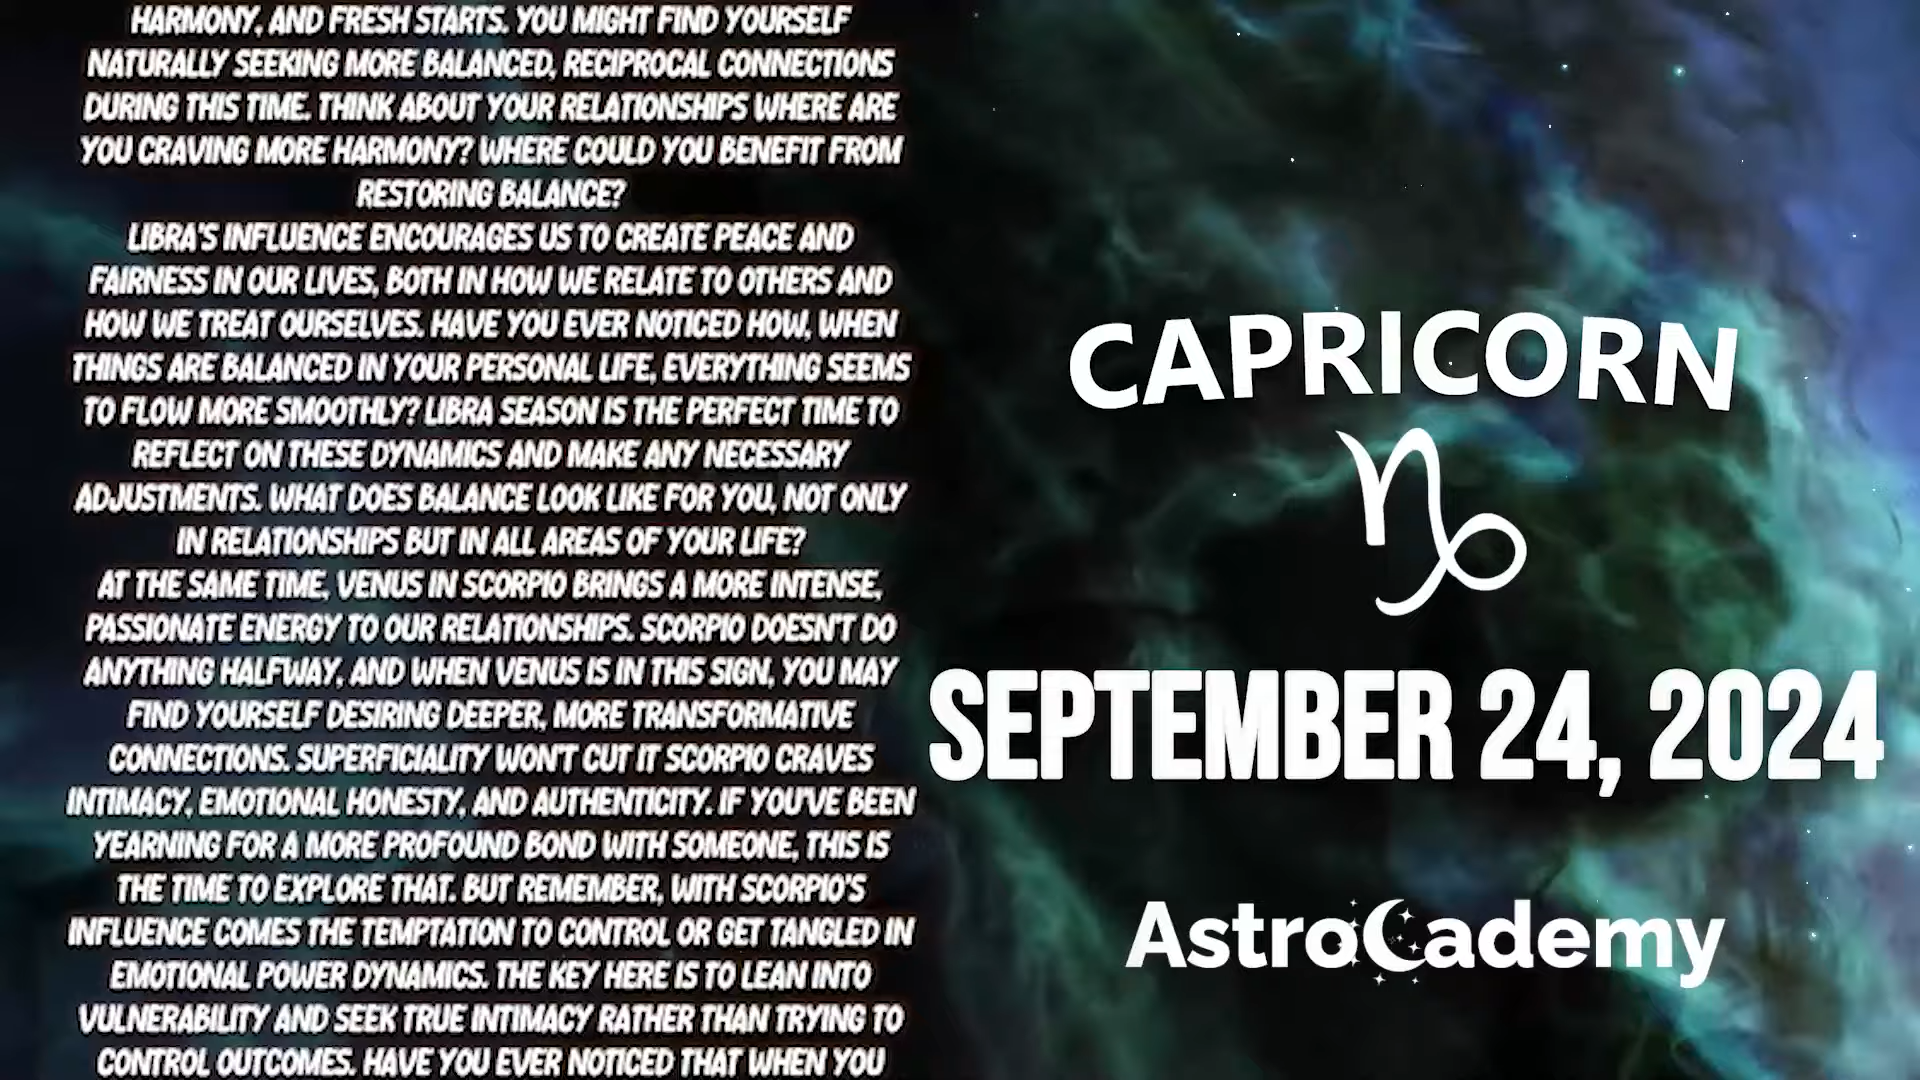 HARMONY, AND FRESH STARTS. YOU MIGHT FIND YOURSELF
NATURALLY SEEKING MORE BALANCED, RECIPROCAL CONNECTIONS
DURING THIS TIME. THINK ABOUT YOUR RELATIONSHIPS WHERE ARE
YOU CRAVING MORE HARMONY? WHERE COULD YOU BENEFIT FROM
RESTORING BALANCE?
LIBRA'S INFLUENCE ENCOURAGES US TO CREATE PEACE AND
FAIRNESS IN OUR LIVES, BOTH IN HOW WE RELATE TO OTHERS AND
HOW WE TREAT OURSELVES. HAVE YOU EVER NOTICED HOW, WHEN
THINGS ARE BALANCED IN YOUR PERSONAL LIFE, EVERYTHING SEEMS
TO FLOW MORE SMOOTHLY? LIBRA SEASON IS THE PERFECT TIME TO
REFLECT ON THESE DYNAMICS AND MAKE ANY NECESSARY
ADJUSTMENTS. WHAT DOES BALANCE LOOK LIKE FOR YOU, NOT ONLY
IN RELATIONSHIPS BUT IN ALL AREAS OF YOUR LIFE?
AT THE SAME TIME, VENUS IN SCORPIO BRINGS A MORE INTENSE,
PASSIONATE ENERGY TO OUR RELATIONSHIPS. SCORPIO DOESN'T DO
ANYTHING HALFWAY, AND WHEN VENUS IS IN THIS SIGN, YOU MAY
FIND YOURSELF DESIRING DEEPER, MORE TRANSFORMATIVE
CONNECTIONS. SUPERFICIALITY WON'T CUT IT SCORPIO CRAVES
INTIMACY, EMOTIONAL HONESTY, AND AUTHENTICITY. IF YOU'VE BEEN
YEARNING FOR A MORE PROFOUND BOND WITH SOMEONE, THIS IS
THE TIME TO EXPLORE THAT. BUT REMEMBER, WITH SCORPIO'S
INFLUENCE COMES THE TEMPTATION TO CONTROL OR GET TANGLED IN
EMOTIONAL POWER DYNAMICS. THE KEY HERE IS TO LEAN INTO
VULNERABILITY AND SEEK TRUE INTIMACY RATHER THAN TRYING TO
CONTROL OUTCOMES. HAVE YOU EVER NOTICED THAT WHEN YOU
CAPRICORN
♑
SEPTEMBER 24, 2024
AstroCademy